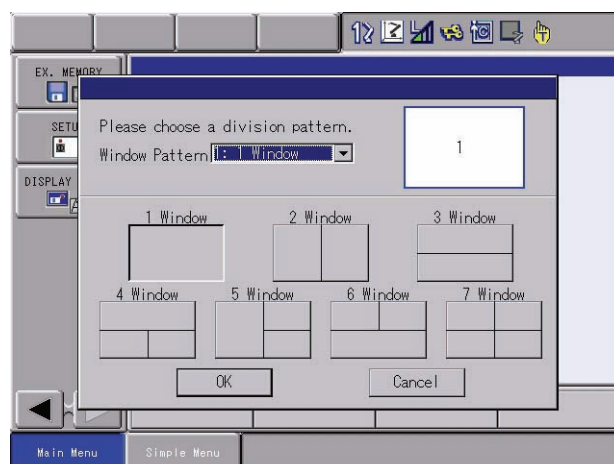 EX. MEMORY
SETU
DISPLAY
Please choose a division pattern.
Window Pattern 1: 1 Window
1
1 Window
2 Window
3 Window
4 Window
5 Window
6 Window
7 Window
OK
Cancel
Main Menu
Simple Menu